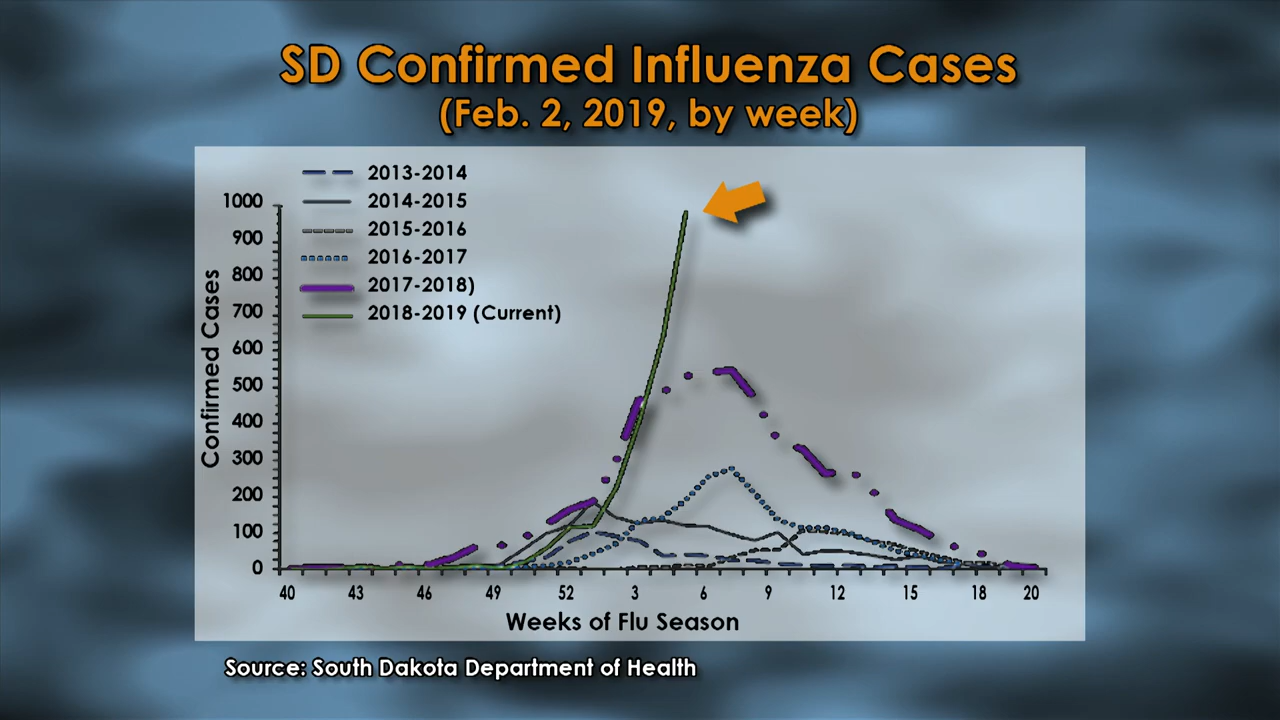 SD Confirmed Influenza Cases
(Feb. 2, 2019, by week)
2013-2014
2014-2015
2015-2016
2016-2017
2017-2018)
2018-2019 (Current)
Confirmed Cases
1000
900
800
700
600
500
400
300
200
100
0
40 43 46 49 52 3 6 9 12 15 18 20
Weeks of Flu Season
Source: South Dakota Department of Health